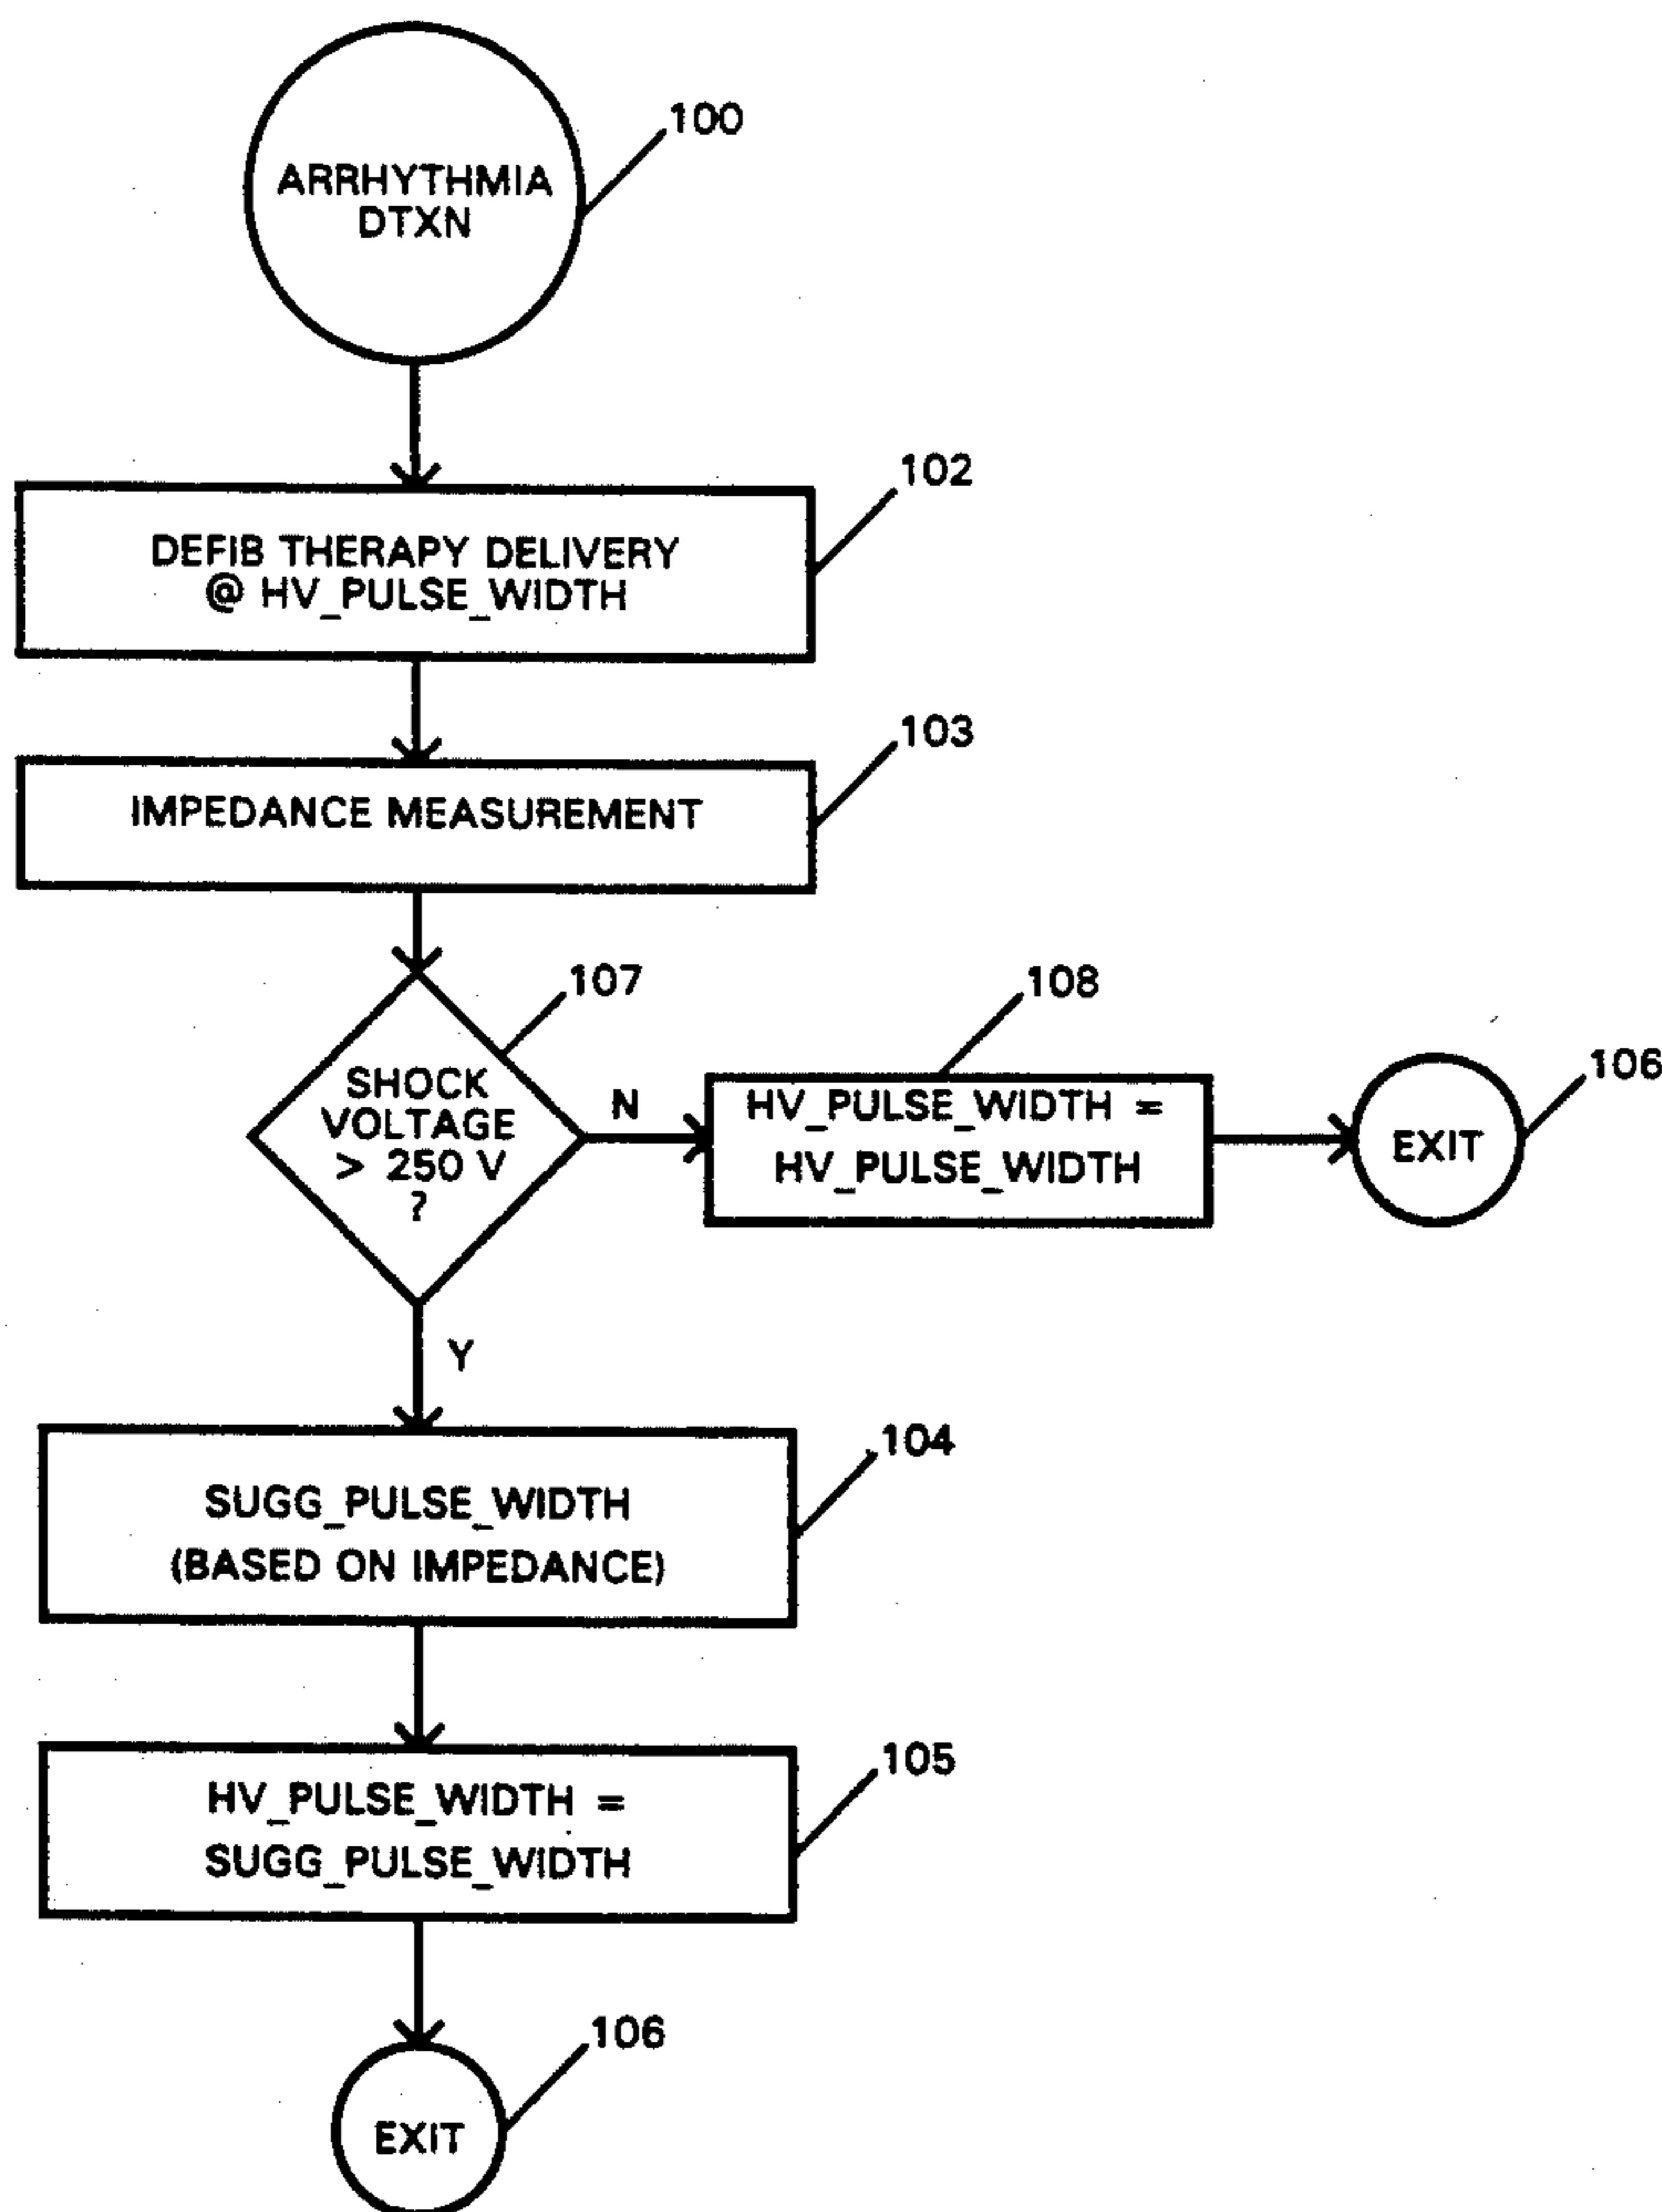 100
ARRHYTHMIA
DTXN
102
DEFIB THERAPY DELIVERY
@ HV_PULSE_WIDTH
103
IMPEDANCE MEASUREMENT
107
SHOCK
VOLTAGE
> 250 V
?
N
108
HV_PULSE_WIDTH =
HV_PULSE_WIDTH
106
EXIT
Y
104
SUGG_PULSE_WIDTH
(BASED ON IMPEDANCE)
105
HV_PULSE_WIDTH =
SUGG_PULSE_WIDTH
106
EXIT